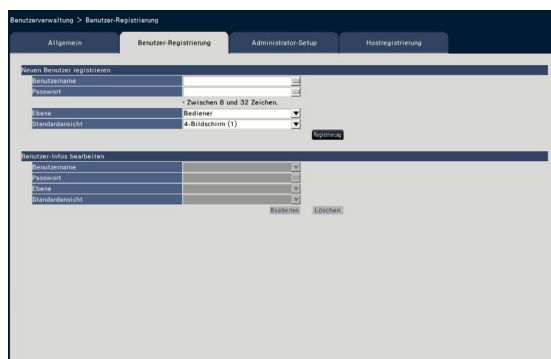 Benutzerverwaltung > Benutzer-Registrierung
Allgemein Benutzer-Registrierung Administrator-Setup Hostregistrierung
Neuen Benutzer registrieren
Benutzername
Passwort
· Zwischen 8 und 32 Zeichen.
Ebene Bediener
Standardansicht 4-Bildschirm (1)
Registrierung
Benutzer-Infos bearbeiten
Benutzername
Passwort
Ebene
Standardansicht
Bearbeiten Löschen